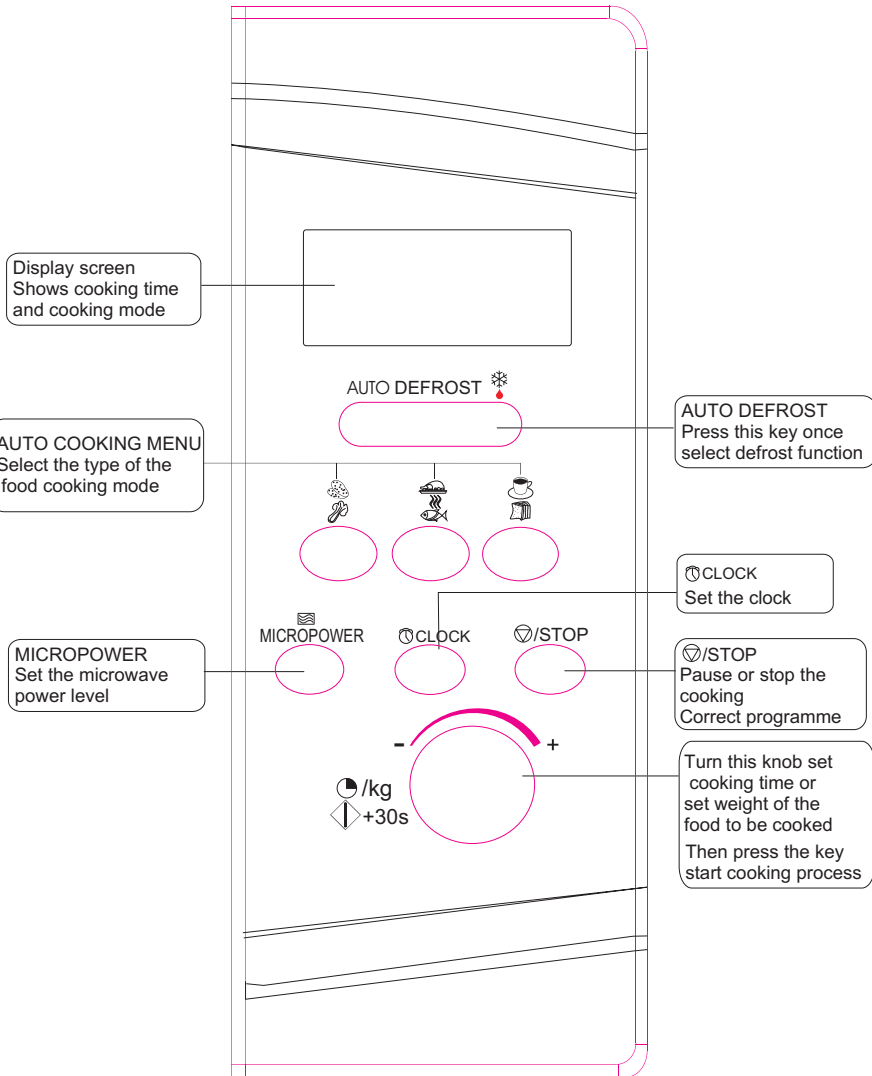 Display screen
Shows cooking time
and cooking mode
AUTO DEFROST
AUTO DEFROST
Press this key once
select defrost function
AUTO COOKING MENU
Select the type of the
food cooking mode
CLOCK
Set the clock
MICROPOWER
CLOCK
/STOP
MICROPOWER
Set the microwave
power level
/STOP
Pause or stop the
cooking
Correct programme
- +
/kg
+30s
Turn this knob set
cooking time or
set weight of the
food to be cooked
Then press the key
start cooking process